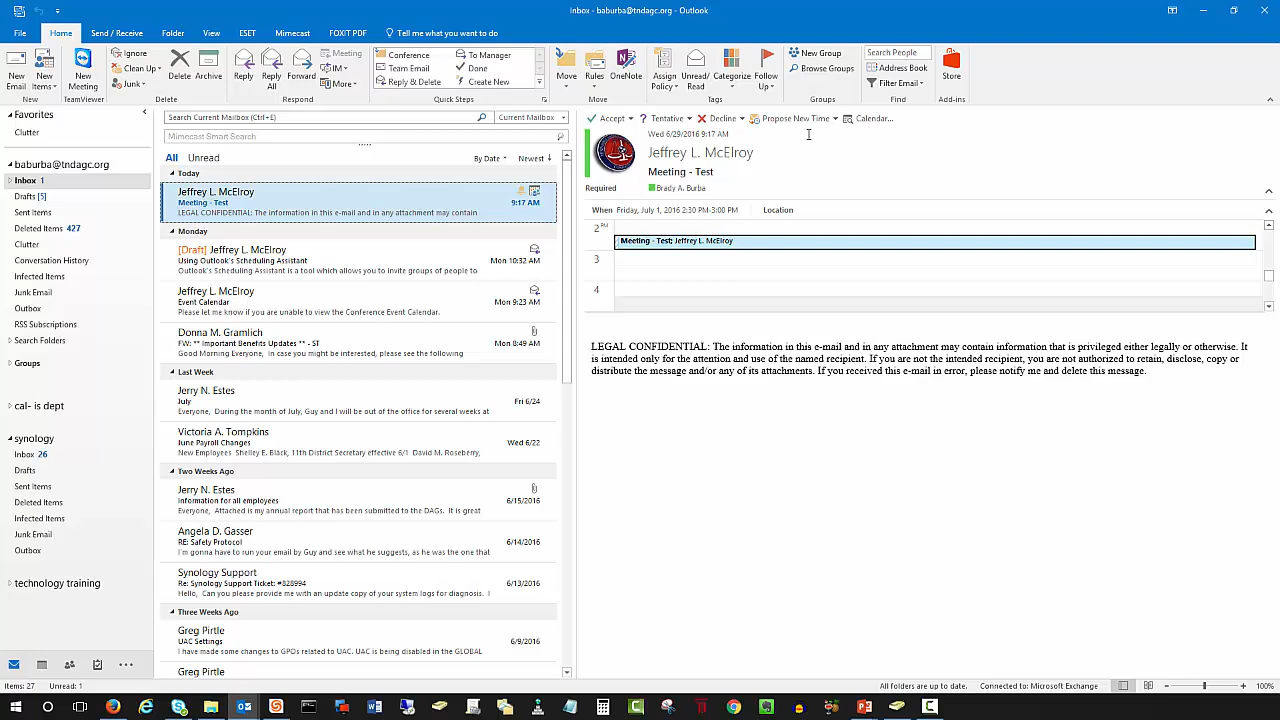 Inbox - baburba@tndagc.org - Outlook
File Home Send / Receive Folder View ESET Mimecast FOXIT PDF Tell me what you want to do
New Email
New Items
New
New Meeting
TeamViewer
Ignore
Clean Up
Junk
Delete
Archive
Delete
Reply
Reply All
Forward
Meeting
IM
More
Respond
Conference
Team Email
Reply & Delete
To Manager
Done
Create New
Quick Steps
Move
Rules
OneNote
Move
Assign Policy
Unread/ Read
Categorize
Follow Up
Tags
New Group
Browse Groups
Groups
Search People
Address Book
Filter Email
Find
Store
Add-ins
Favorites
Clutter
baburba@tndagc.org
Inbox 1
Drafts [5]
Sent Items
Deleted Items 427
Clutter
Conversation History
Infected Items
Junk Email
Outbox
RSS Subscriptions
Search Folders
Groups
cal- is dept
synology
Inbox 26
Drafts
Sent Items
Deleted Items
Infected Items
Junk Email
Outbox
technology training
Search Current Mailbox (Ctrl+E) Current Mailbox
Mimecast Smart Search
All Unread By Date Newest
Today
Jeffrey L. McElroy
Meeting - Test 9:17 AM
LEGAL CONFIDENTIAL: The information in this e-mail and in any attachment may contain
Monday
[Draft] Jeffrey L. McElroy
Using Outlook's Scheduling Assistant Mon 10:32 AM
Outlook's Scheduling Assistant is a tool which allows you to invite groups of people to
Jeffrey L. McElroy
Event Calendar Mon 9:23 AM
Please let me know if you are unable to view the Conference Event Calendar.
Donna M. Gramlich
FW: ** Important Benefits Updates ** - ST Mon 8:49 AM
Good Morning Everyone, In case you might be interested, please see the following
Last Week
Jerry N. Estes
July Fri 6/24
Everyone, During the month of July, Guy and I will be out of the office for several weeks at
Victoria A. Tompkins
June Payroll Changes Wed 6/22
New Employees Shelley E. Black, 11th District Secretary effective 6/1 David M. Roseberry,
Two Weeks Ago
Jerry N. Estes
Information for all employees 6/15/2016
Everyone, Attached is my annual report that has been submitted to the DAGs. It is great
Angela D. Gasser
RE: Safety Protocol 6/14/2016
I'm gonna have to run your email by Guy and see what he suggests, as he was the one that
Synology Support
Re: Synology Support Ticket: #828994 6/13/2016
Hello, Can you please provide me with an update copy of your system logs for diagnosis. I
Three Weeks Ago
Greg Pirtle
UAC Settings 6/9/2016
I have made some changes to GPOs related to UAC. UAC is being disabled in the GLOBAL
Greg Pirtle
Accept Tentative Decline Propose New Time Calendar...
Wed 6/29/2016 9:17 AM
Jeffrey L. McElroy
Meeting - Test
Required Brady A. Burba
When Friday, July 1, 2016 2:30 PM-3:00 PM Location
2 PM
Meeting - Test; Jeffrey L. McElroy
3
4
LEGAL CONFIDENTIAL: The information in this e-mail and in any attachment may contain information that is privileged either legally or otherwise. It
is intended only for the attention and use of the named recipient. If you are not the intended recipient, you are not authorized to retain, disclose, copy or
distribute the message and/or any of its attachments. If you received this e-mail in error, please notify me and delete this message.
Items: 27 Unread: 1 All folders are up to date. Connected to: Microsoft Exchange 100%